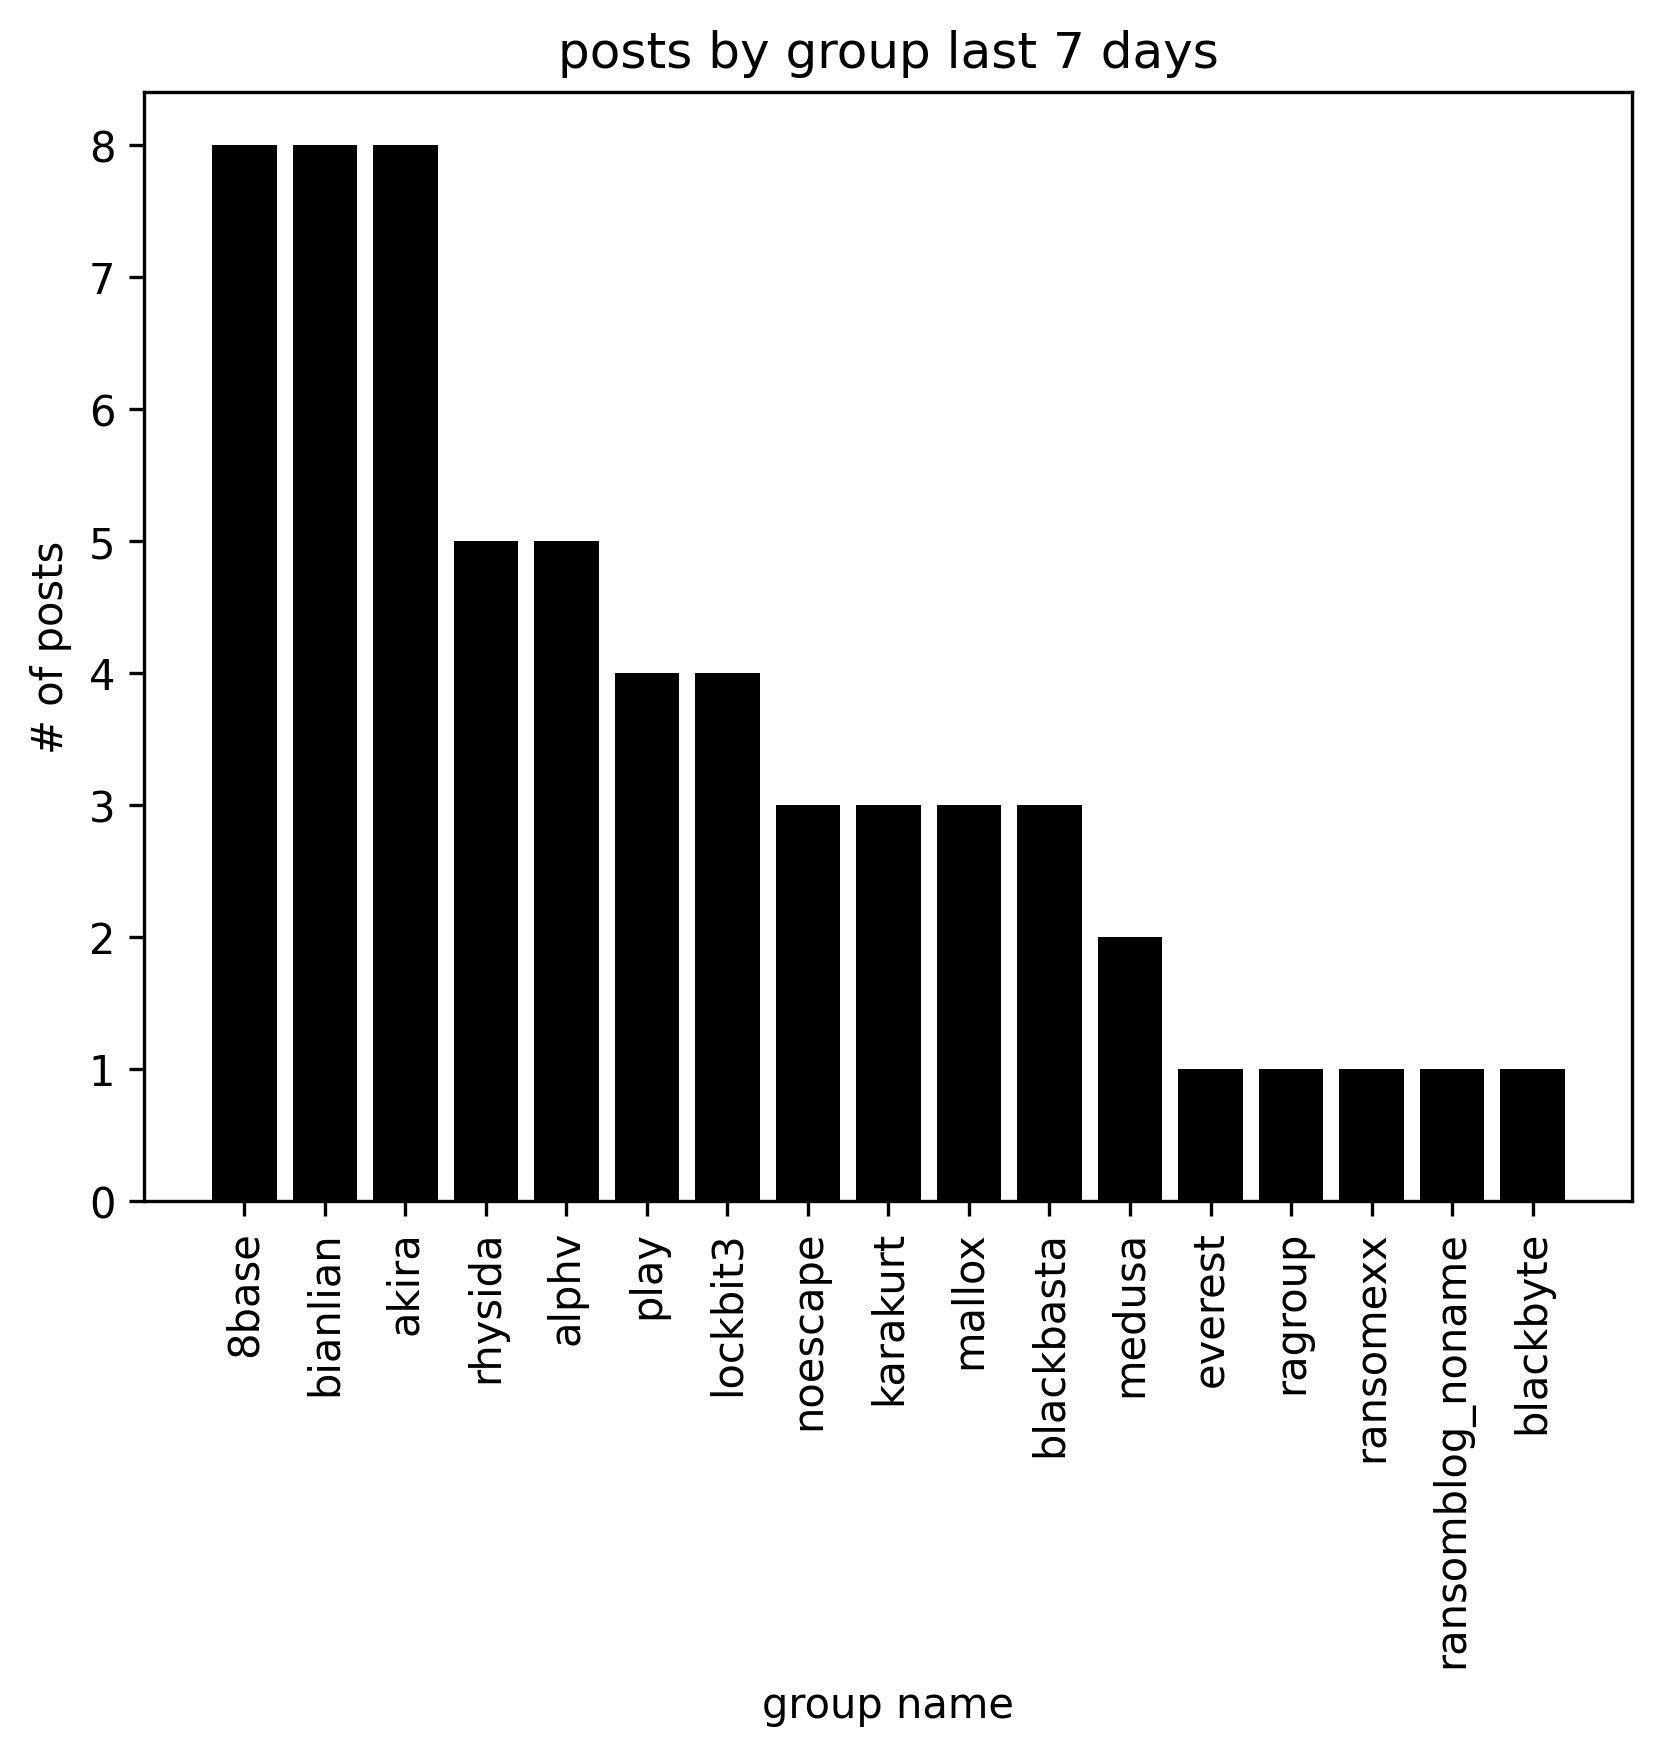 posts by group last 7 days
# of posts
8
7
6
5
4
3
2
1
0
8base
bianlian
akira
rhysida
alphv
play
lockbit3
noescape
karakurt
mallox
blackbasta
medusa
everest
ragroup
ransomexx
ransomblog_noname
blackbyte
group name